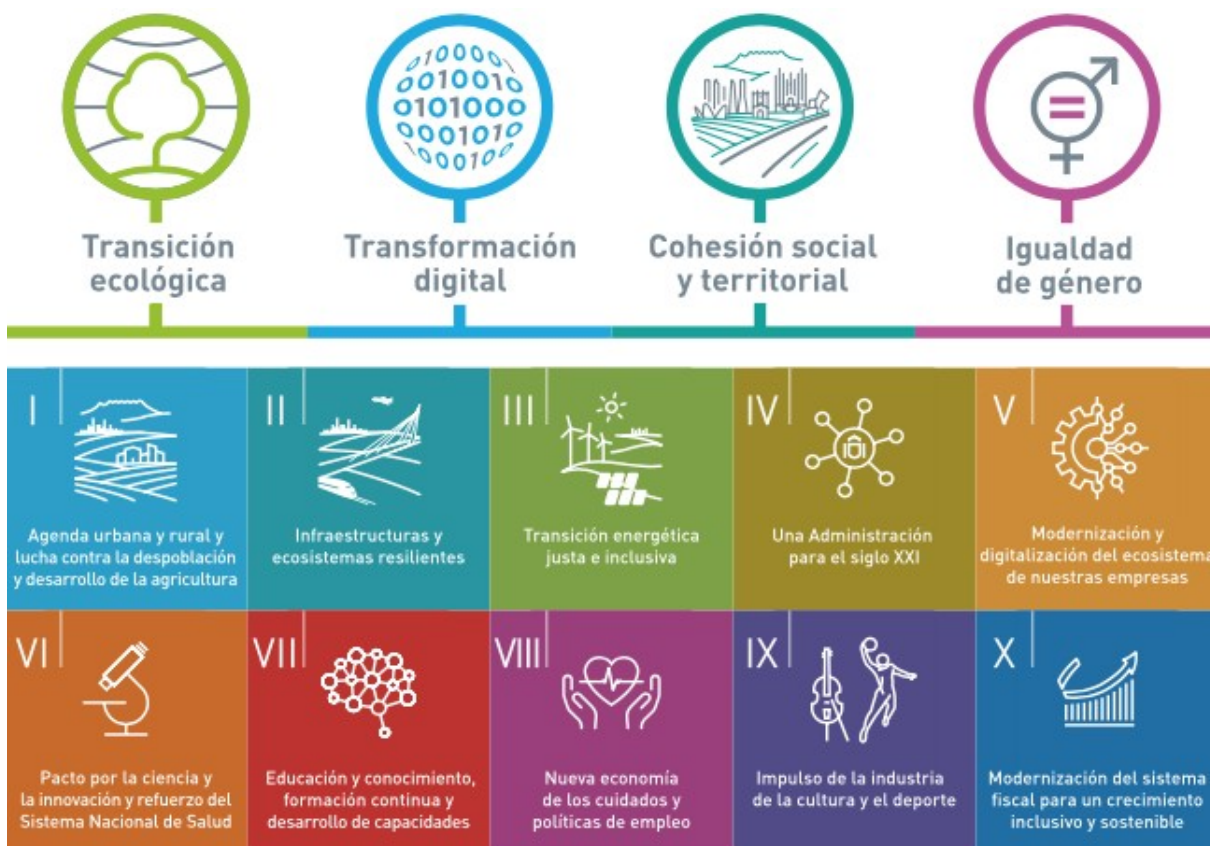 Transición
ecológica
Transformación
digital
Cohesión social
y territorial
Igualdad
de género
I
Agenda urbana y rural y
lucha contra la despoblación
y desarrollo de la agricultura
II
Infraestructuras y
ecosistemas resilientes
III
Transición energética
justa e inclusiva
IV
Una Administración
para el siglo XXI
V
Modernización y
digitalización del ecosistema
de nuestras empresas
VI
Pacto por la ciencia y
la innovación y refuerzo del
Sistema Nacional de Salud
VII
Educación y conocimiento,
formación continua y
desarrollo de capacidades
VIII
Nueva economía
de los cuidados y
políticas de empleo
IX
Impulso de la industria
de la cultura y el deporte
X
Modernización del sistema
fiscal para un crecimiento
inclusivo y sostenible